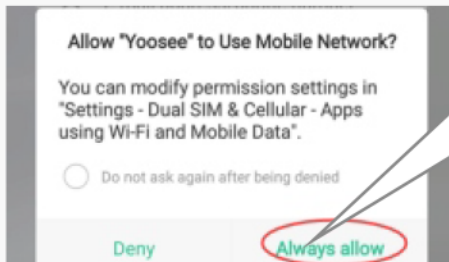 Allow "Yoosee" to Use Mobile Network?
You can modify permission settings in
"Settings - Dual SIM & Cellular - Apps
using Wi-Fi and Mobile Data".
Do not ask again after being denied
Deny Always allow